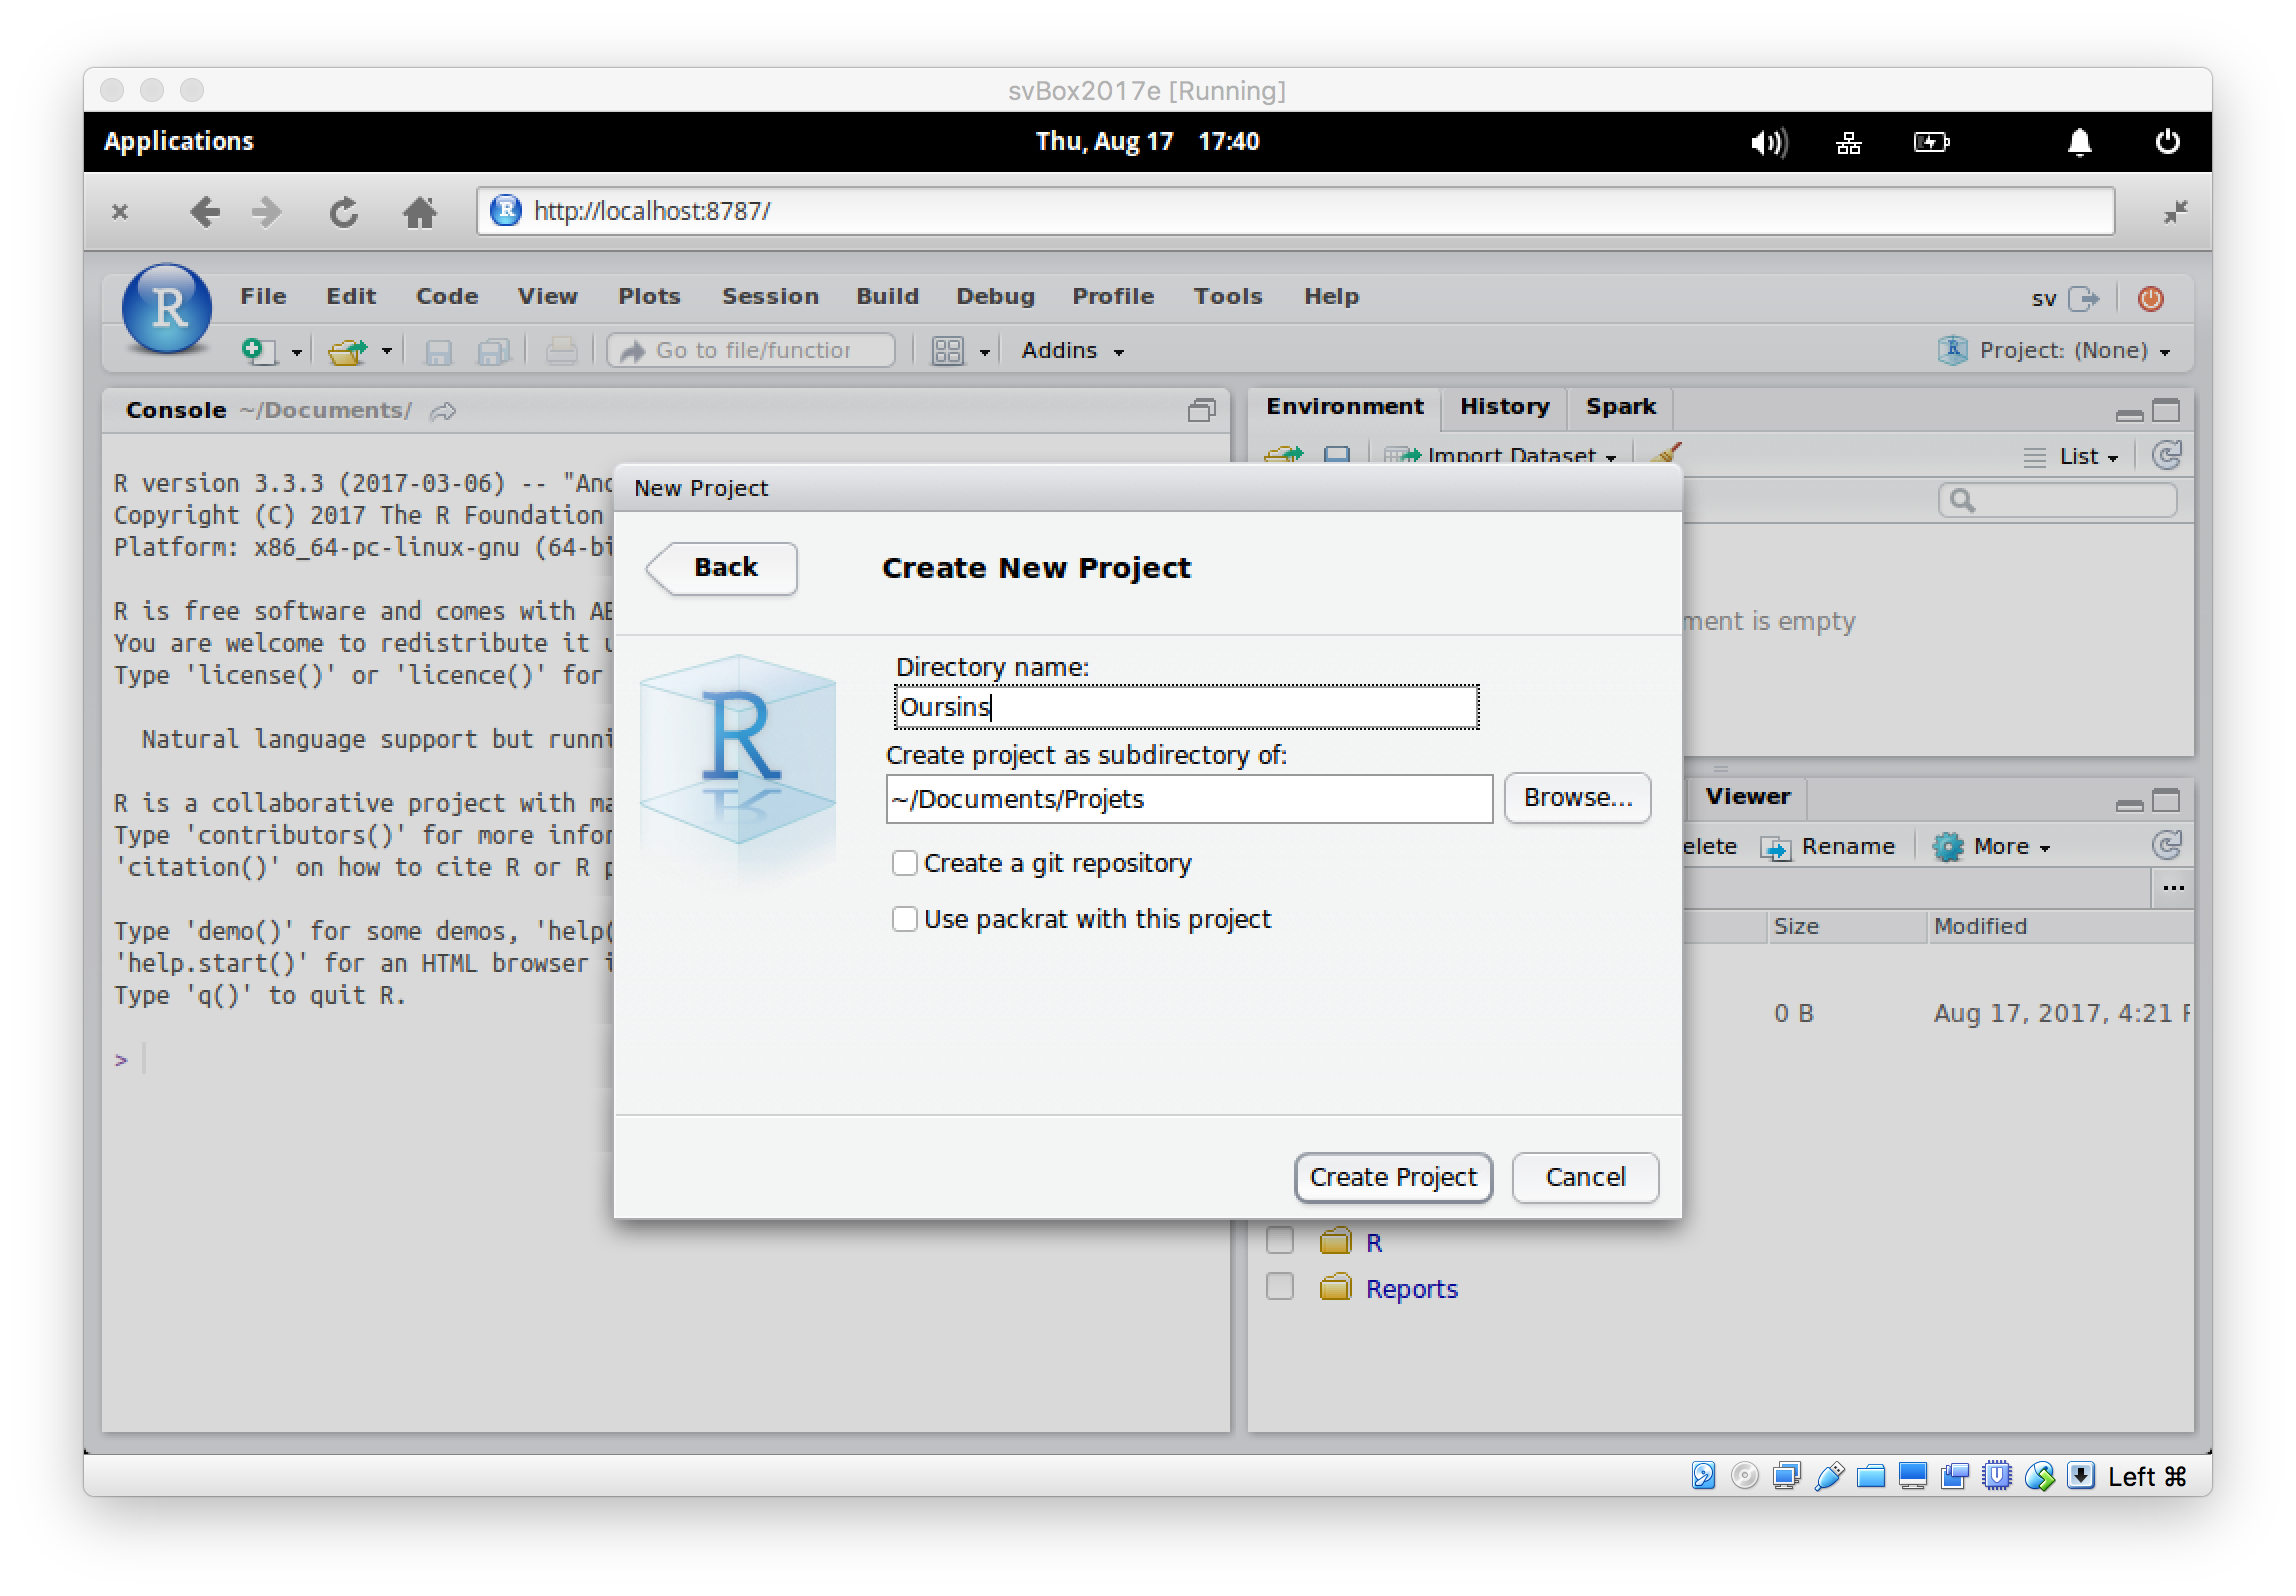 svBox2017e [Running]
Applications
Thu, Aug 17 17:40
http://localhost:8787/
R
File Edit Code View Plots Session Build Debug Profile Tools Help
sv
Go to file/function
Addins
Project: (None)
Console ~/Documents/
Environment History Spark
Import Dataset
List
R version 3.3.3 (2017-03-06) -- "An
Copyright (C) 2017 The R Foundation
Platform: x86_64-pc-linux-gnu (64-bi
R is free software and comes with AB
You are welcome to redistribute it u
Type 'license()' or 'licence()' for
Natural language support but runni
R is a collaborative project with ma
Type 'contributors()' for more infor
'citation()' on how to cite R or R p
Type 'demo()' for some demos, 'help(
'help.start()' for an HTML browser i
Type 'q()' to quit R.
>
New Project
Back
Create New Project
R
Directory name:
Oursins
Create project as subdirectory of:
~/Documents/Projets
Browse...
Create a git repository
Use packrat with this project
Create Project
Cancel
ment is empty
Viewer
elete Rename More
...
Size Modified
0 B Aug 17, 2017, 4:21 P
R
Reports
Left ⌘